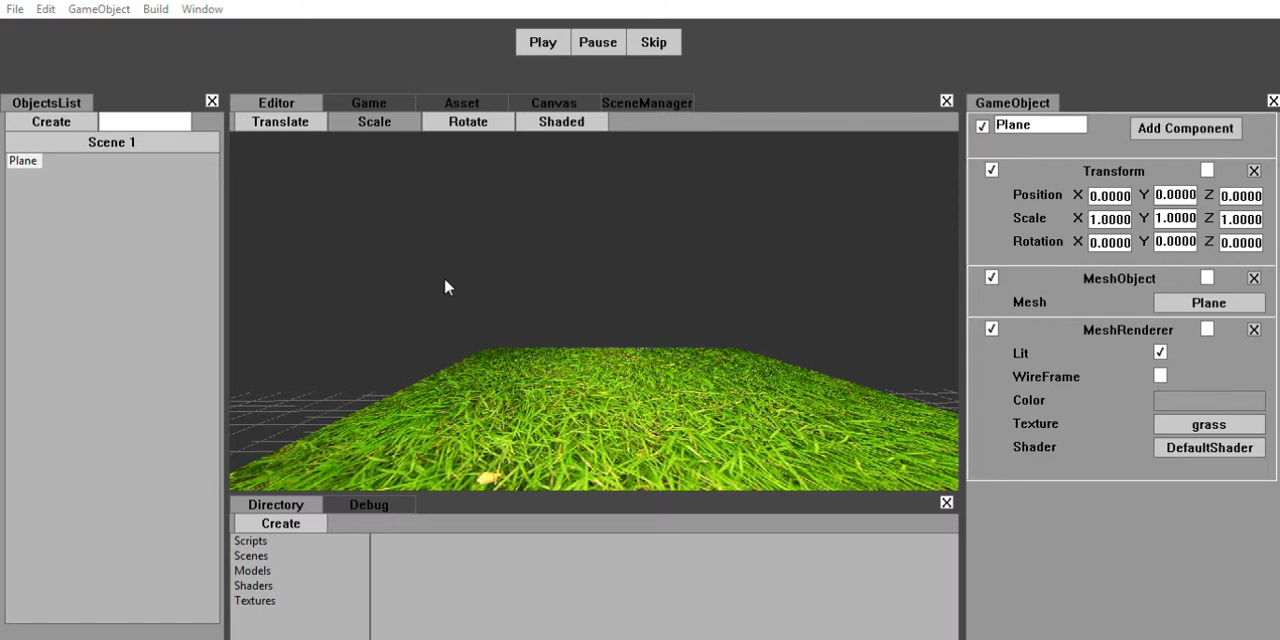 File Edit GameObject Build Window
Play Pause Skip
ObjectsList
Create
Scene 1
Plane
Editor Game Asset Canvas SceneManager
Translate Scale Rotate Shaded
Directory Debug
Create
Scripts
Scenes
Models
Shaders
Textures
GameObject
Plane Add Component
Transform
Position X 0.0000 Y 0.0000 Z 0.0000
Scale X 1.0000 Y 1.0000 Z 1.0000
Rotation X 0.0000 Y 0.0000 Z 0.0000
MeshObject
Mesh Plane
MeshRenderer
Lit
WireFrame
Color
Texture grass
Shader DefaultShader